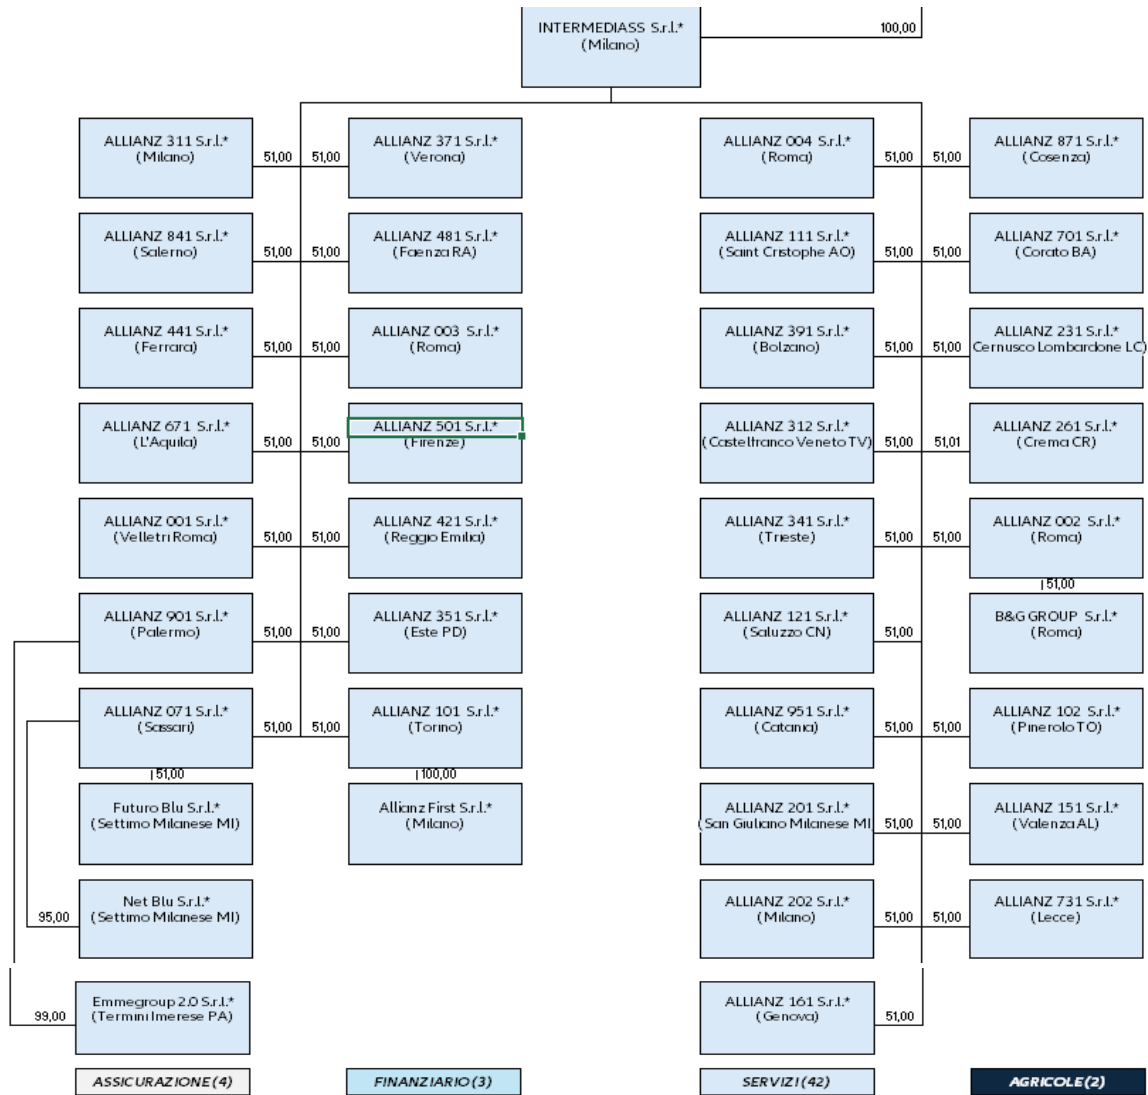 INTERMEDIASS S.r.l.*
(Milano)
100,00
ALLIANZ 311 S.r.l.*
(Milano)
51,00
51,00
ALLIANZ 371 S.r.l.*
(Verona)
ALLIANZ 004 S.r.l.*
(Roma)
51,00
51,00
ALLIANZ 871 S.r.l.*
(Cosenza)
ALLIANZ 841 S.r.l.*
(Salerno)
51,00
51,00
ALLIANZ 481 S.r.l.*
(Faenza RA)
ALLIANZ 111 S.r.l.*
(Saint Cristophe AO)
51,00
51,00
ALLIANZ 701 S.r.l.*
(Corato BA)
ALLIANZ 441 S.r.l.*
(Ferrara)
51,00
51,00
ALLIANZ 003 S.r.l.*
(Roma)
ALLIANZ 391 S.r.l.*
(Bolzano)
51,00
51,00
ALLIANZ 231 S.r.l.*
Cernusco Lombardone LC)
ALLIANZ 671 S.r.l.*
(L'Aquila)
51,00
51,00
ALLIANZ 501 S.r.l.*
(Firenze)
ALLIANZ 312 S.r.l.*
(Castelfranco Veneto TV)
51,00
51,01
ALLIANZ 261 S.r.l.*
(Crema CR)
ALLIANZ 001 S.r.l.*
(Velletri Roma)
51,00
51,00
ALLIANZ 421 S.r.l.*
(Reggio Emilia)
ALLIANZ 341 S.r.l.*
(Trieste)
51,00
51,00
ALLIANZ 002 S.r.l.*
(Roma)
51,00
ALLIANZ 901 S.r.l.*
(Palermo)
51,00
51,00
ALLIANZ 351 S.r.l.*
(Este PD)
ALLIANZ 121 S.r.l.*
(Saluzzo CN)
51,00
B&G GROUP S.r.l.*
(Roma)
ALLIANZ 071 S.r.l.*
(Sassari)
51,00
51,00
ALLIANZ 101 S.r.l.*
(Torino)
ALLIANZ 951 S.r.l.*
(Catania)
51,00
51,00
ALLIANZ 102 S.r.l.*
(Pinerolo TO)
51,00
100,00
Futuro Blu S.r.l.*
(Settimo Milanese MI)
Allianz First S.r.l.*
(Milano)
ALLIANZ 201 S.r.l.*
(San Giuliano Milanese MI
51,00
51,00
ALLIANZ 151 S.r.l.*
(Valenza AL)
95,00
Net Blu S.r.l.*
(Settimo Milanese MI)
ALLIANZ 202 S.r.l.*
(Milano)
51,00
51,00
ALLIANZ 731 S.r.l.*
(Lecce)
99,00
Emmegroup 2.0 S.r.l.*
(Termini Imerese PA)
ALLIANZ 161 S.r.l.*
(Genova)
51,00
ASSICURAZIONE (4)
FINANZIARIO (3)
SERVIZI (42)
AGRICOLE (2)